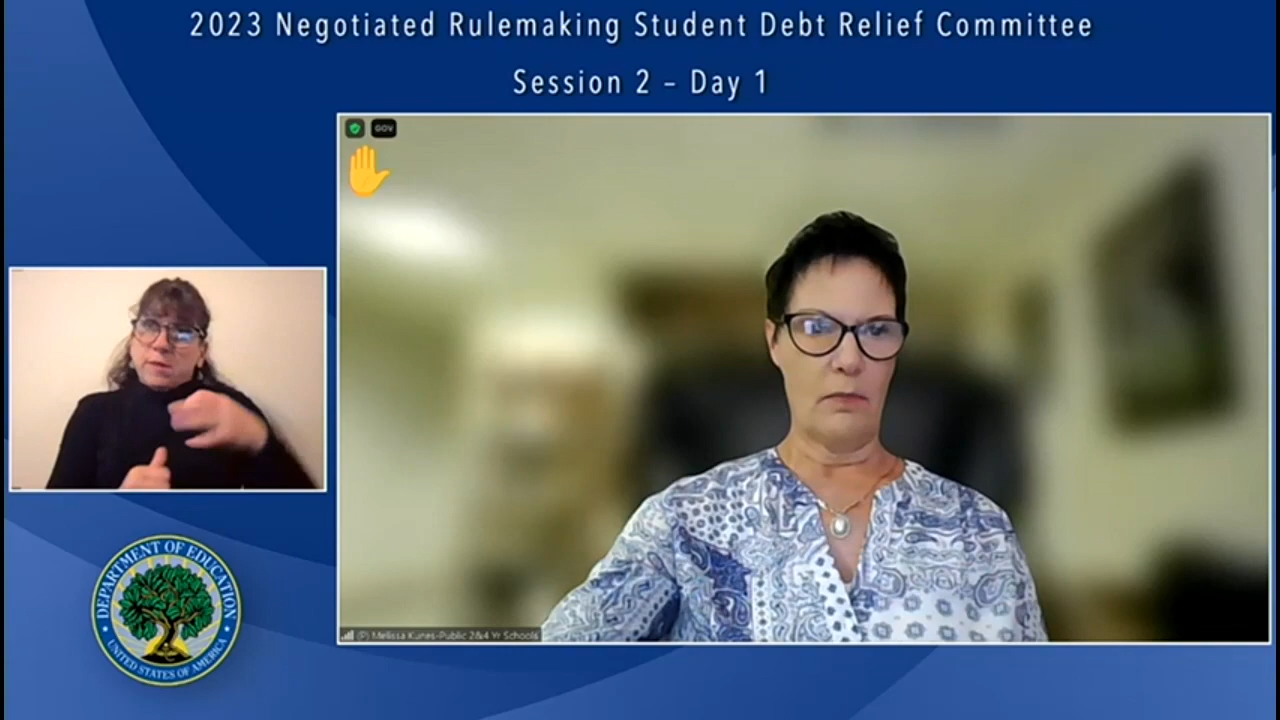 2023 Negotiated Rulemaking Student Debt Relief Committee
Session 2 – Day 1
GOV
(P) Melissa Kunes-Public 2&4 Yr Schools
DEPARTMENT OF EDUCATION
UNITED STATES OF AMERICA